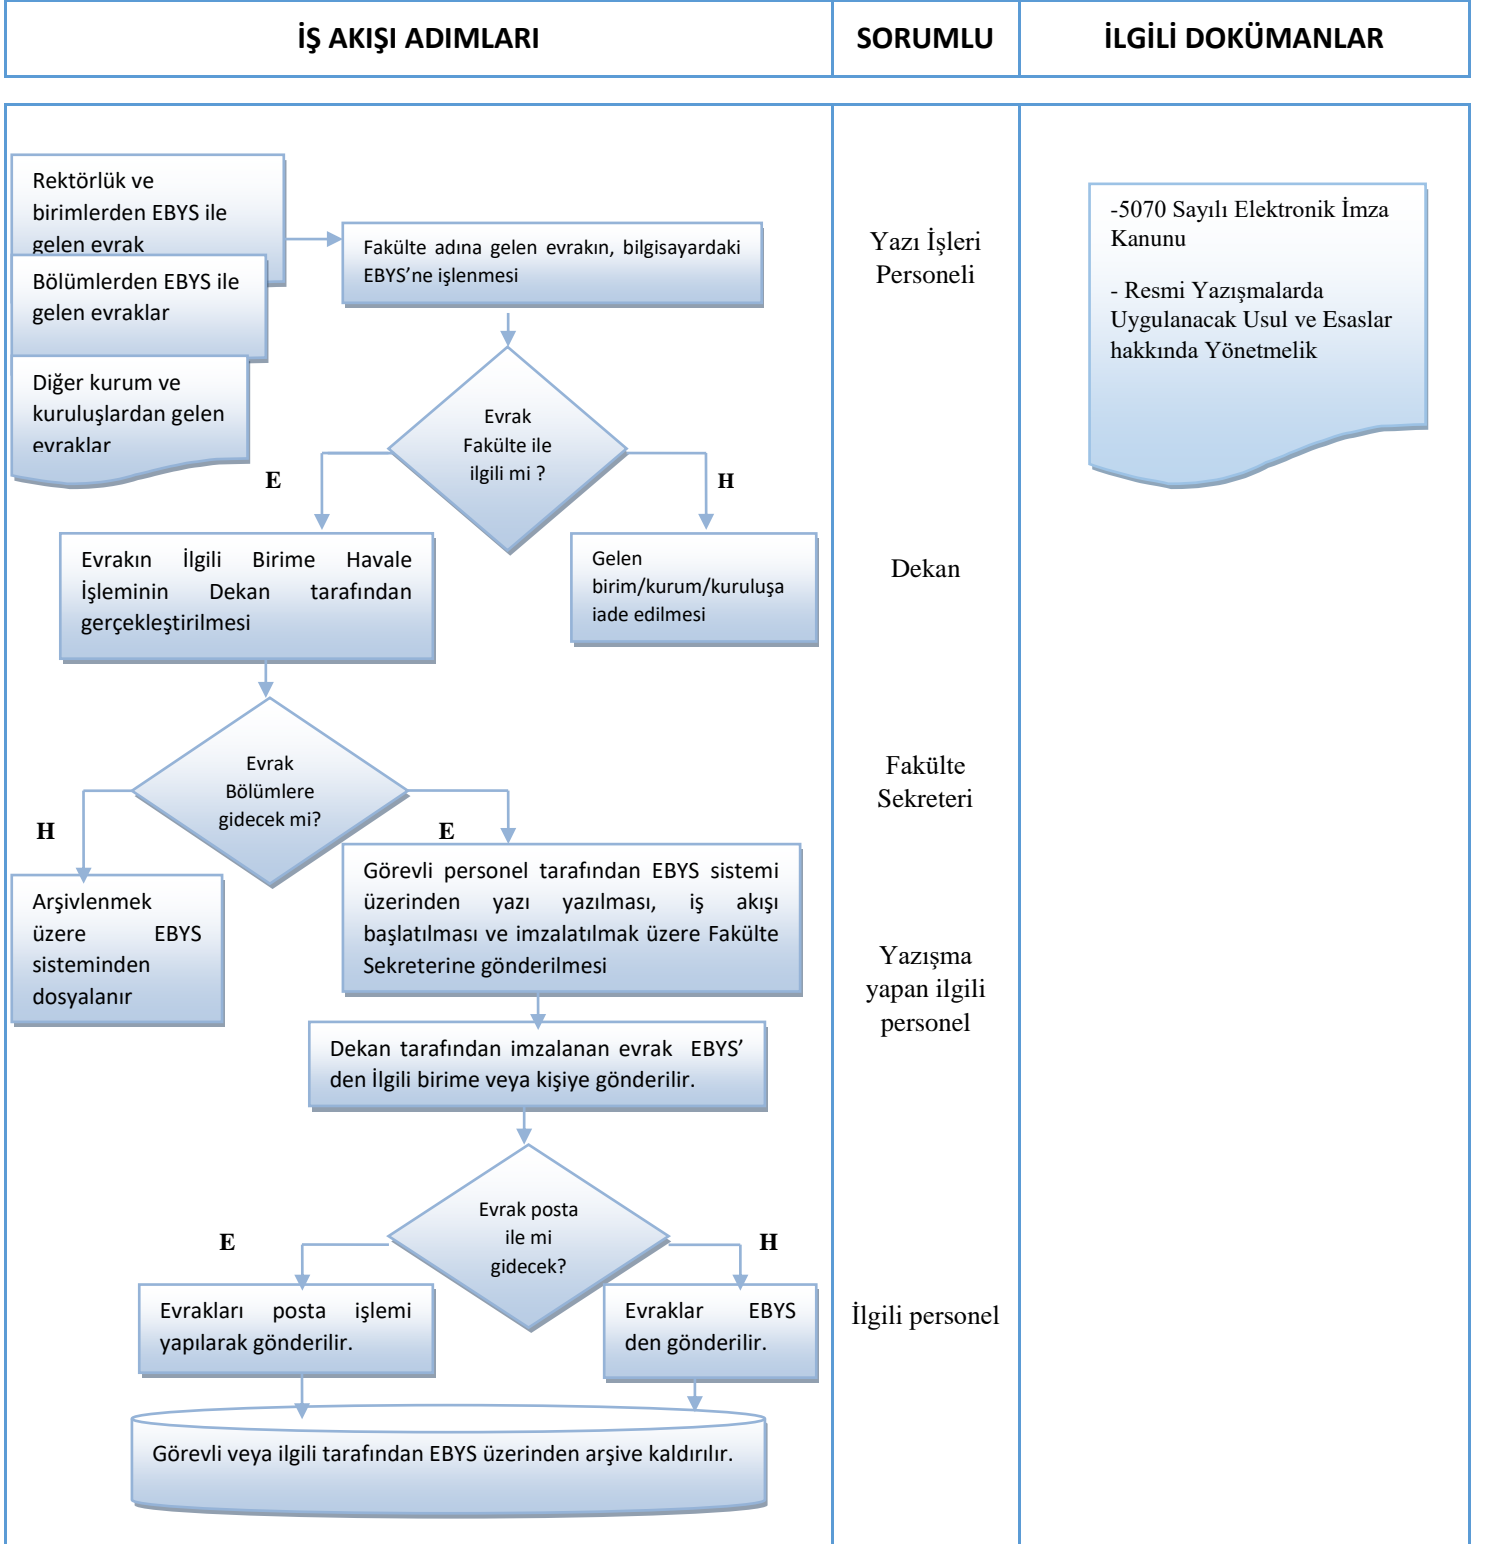 İŞ AKIŞI ADIMLARI
SORUMLU
İLGİLİ DOKÜMANLAR
Rektörlük ve
birimlerden EBYS ile
gelen evrak
Bölümlerden EBYS ile
gelen evraklar
Diğer kurum ve
kuruluşlardan gelen
evraklar
Fakülte adına gelen evrakın, bilgisayardaki
EBYS’ne işlenmesi
Yazı İşleri
Personeli
-5070 Sayılı Elektronik İmza
Kanunu
- Resmi Yazışmalarda
Uygulanacak Usul ve Esaslar
hakkında Yönetmelik
Evrak
Fakülte ile
ilgili mi ?
E
H
Evrakın İlgili Birime Havale
İşleminin Dekan tarafından
gerçekleştirilmesi
Gelen
birim/kurum/kuruluşa
iade edilmesi
Dekan
Evrak
Bölümlere
gidecek mi?
Fakülte
Sekreteri
H
E
Arşivlenmek
üzere EBYS
sisteminden
dosyalanır
Görevli personel tarafından EBYS sistemi
üzerinden yazı yazılması, iş akışı
başlatılması ve imzalatılmak üzere Fakülte
Sekreterine gönderilmesi
Yazışma
yapan ilgili
personel
Dekan tarafından imzalanan evrak EBYS’
den İlgili birime veya kişiye gönderilir.
Evrak posta
ile mi
gidecek?
E
H
Evrakları posta işlemi
yapılarak gönderilir.
Evraklar EBYS
den gönderilir.
İlgili personel
Görevli veya ilgili tarafından EBYS üzerinden arşive kaldırılır.